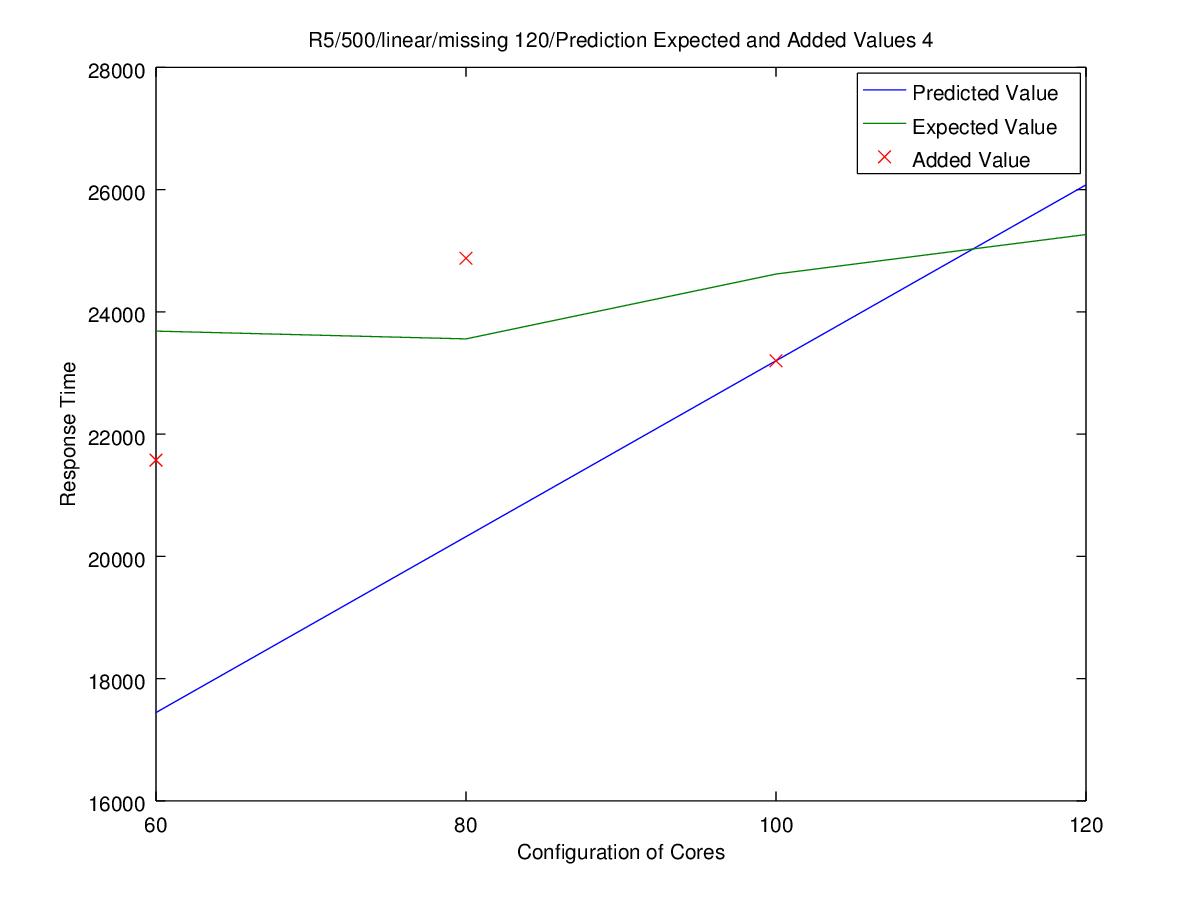 R5/500/linear/missing 120/Prediction Expected and Added Values 4
28000
26000
24000
22000
20000
18000
16000
Response Time
Predicted Value
Expected Value
Added Value
60 80 100 120
Configuration of Cores